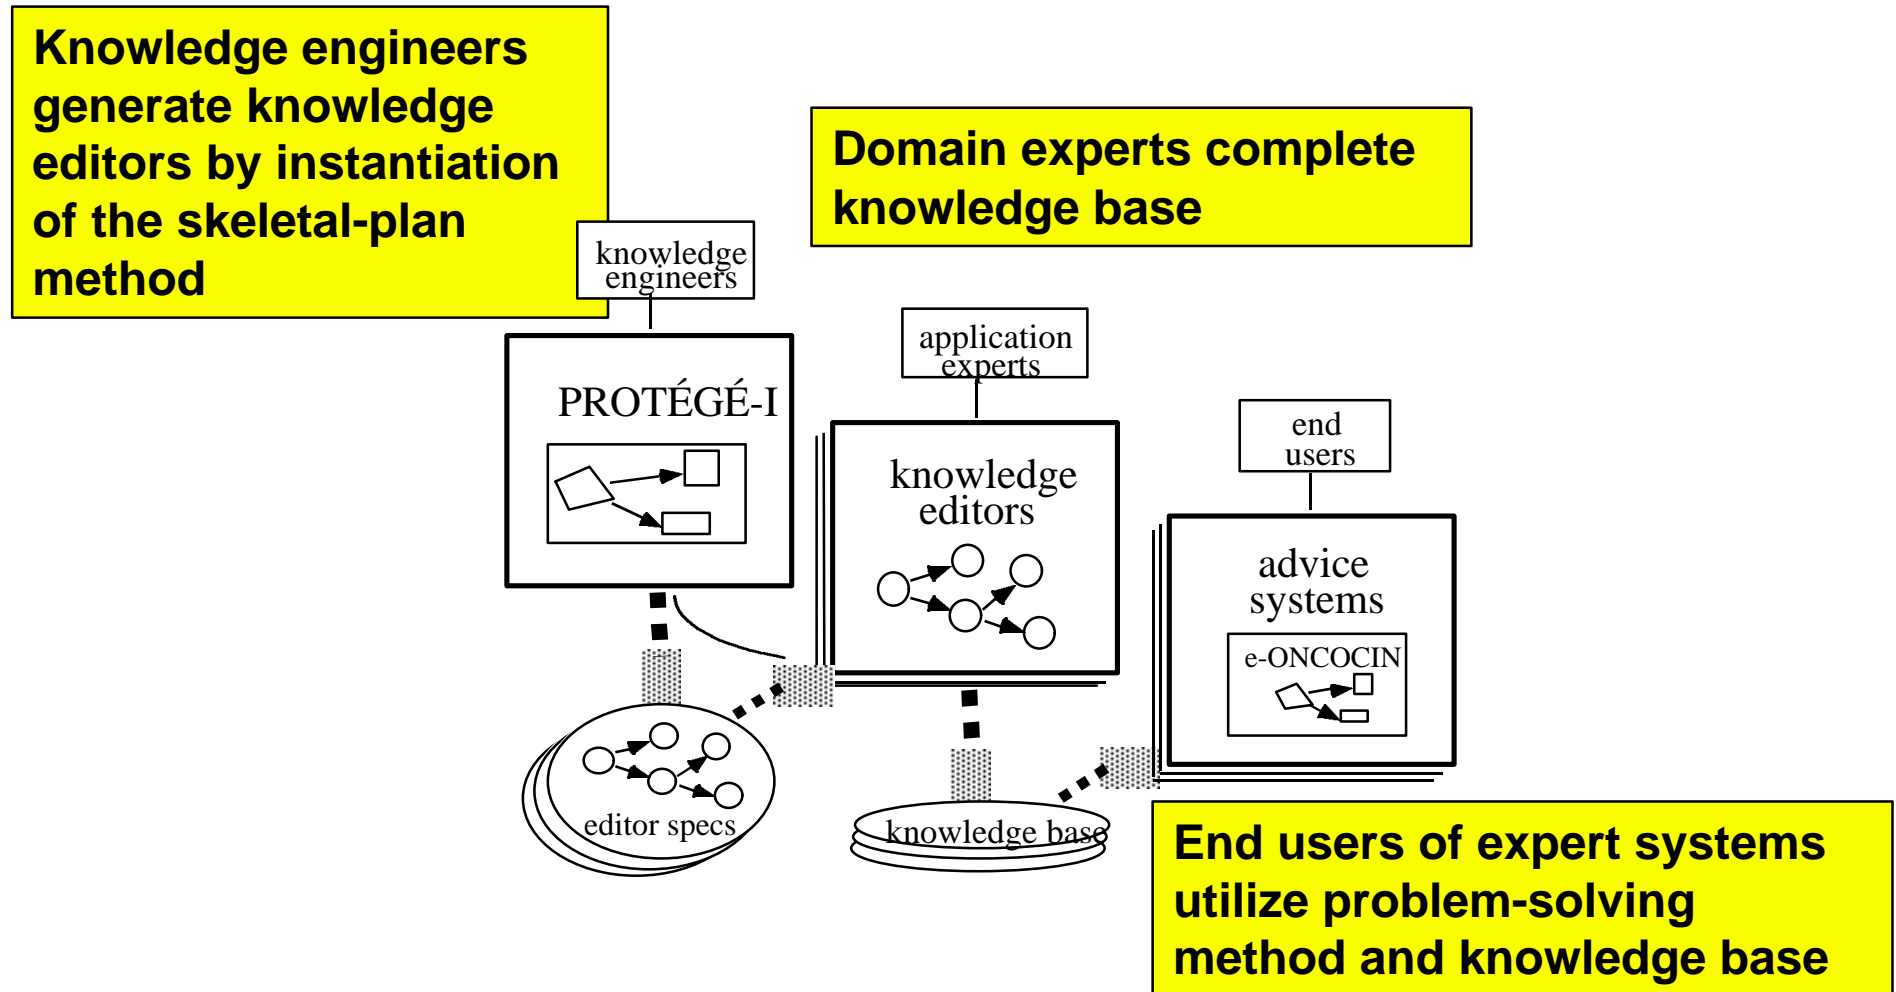 Knowledge engineers
generate knowledge
editors by instantiation
of the skeletal-plan
method
Domain experts complete
knowledge base
knowledge
engineers
application
experts
PROTÉGÉ-I
end
users
knowledge
editors
advice
systems
e-ONCOCIN
editor specs
knowledge base
End users of expert systems
utilize problem-solving
method and knowledge base